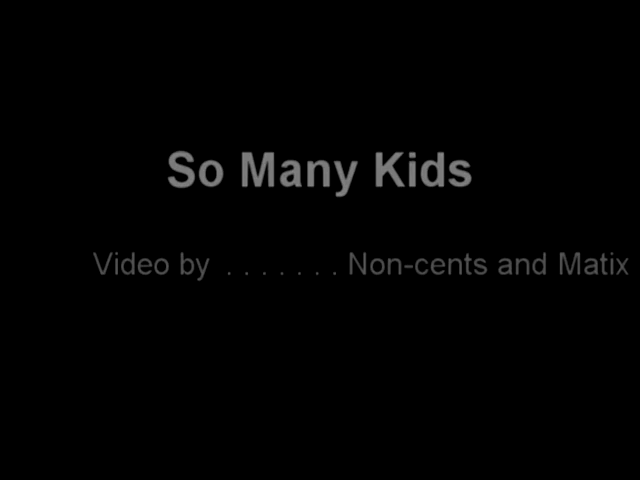 So Many Kids
Video by . . . . . . . Non-cents and Matix